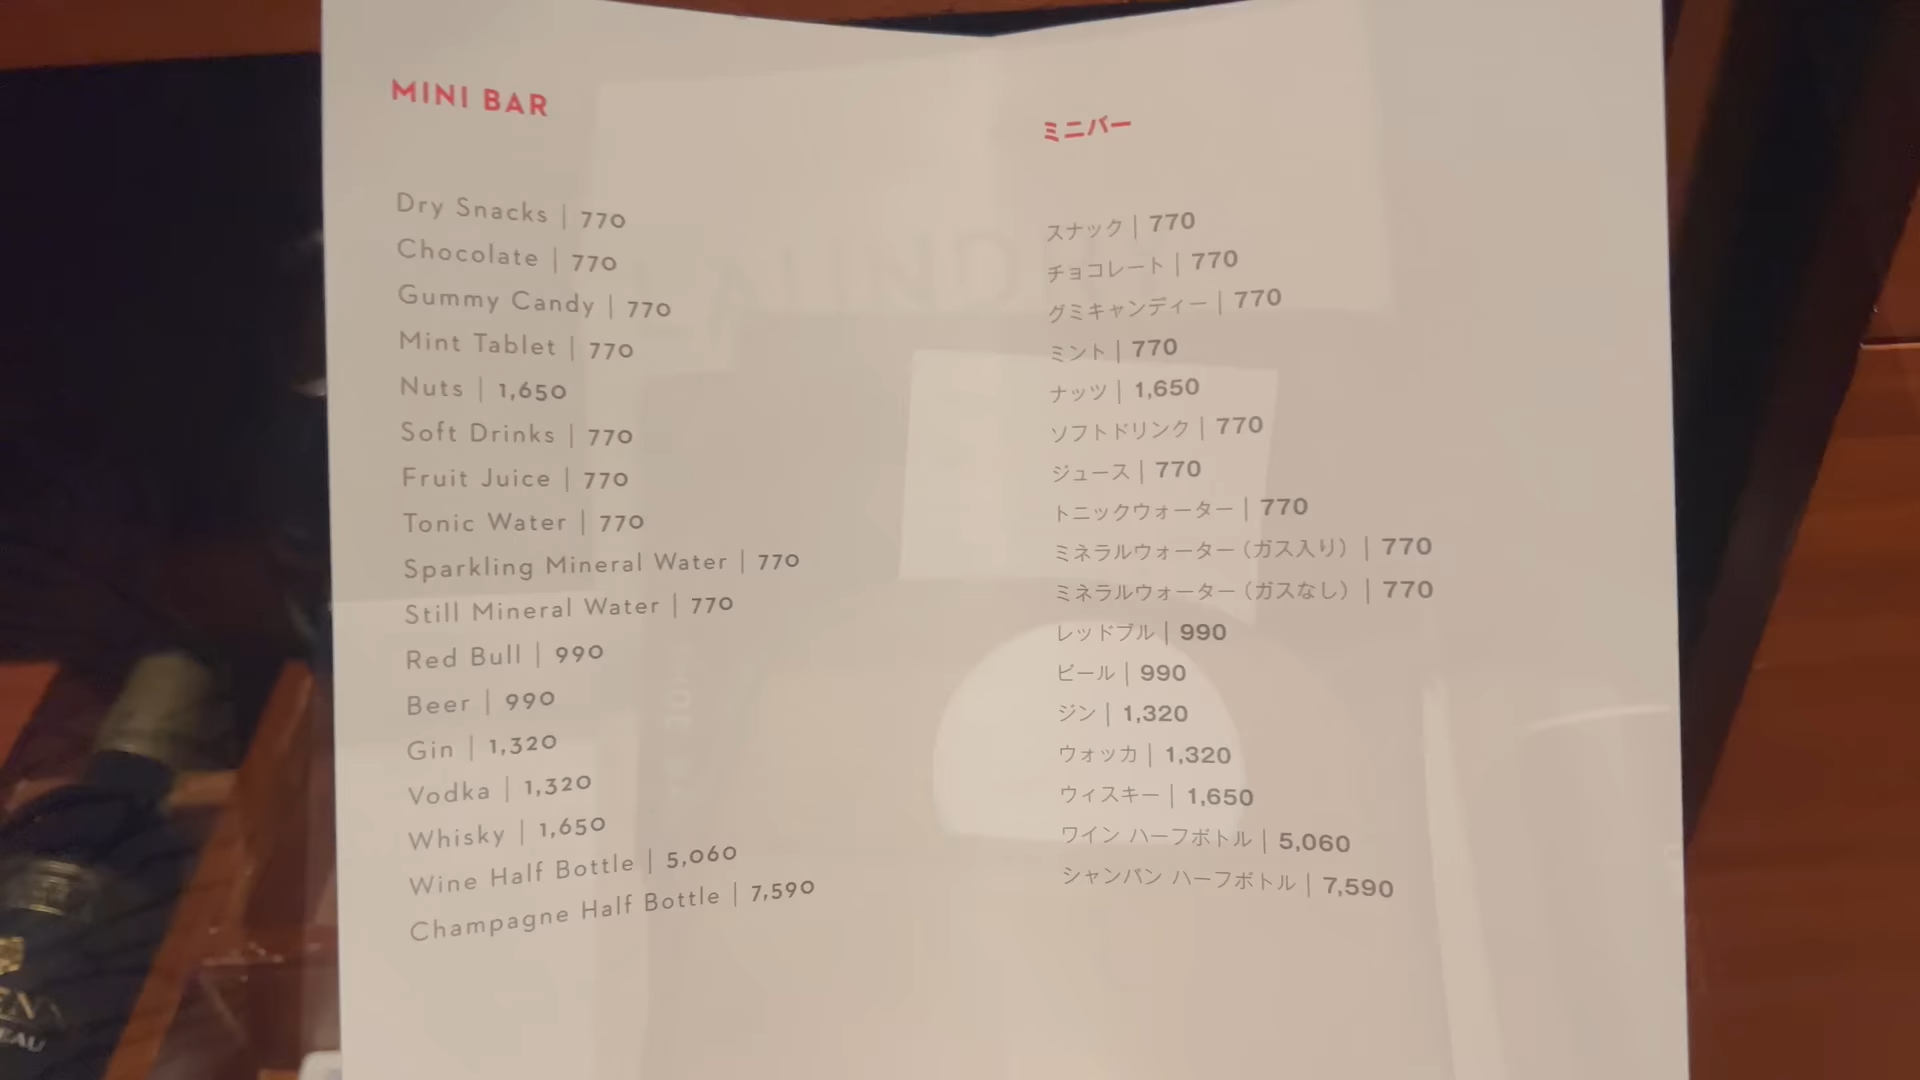 MINI BAR
Dry Snacks | 770
Chocolate | 770
Gummy Candy | 770
Mint Tablet | 770
Nuts | 1,650
Soft Drinks | 770
Fruit Juice | 770
Tonic Water | 770
Sparkling Mineral Water | 770
Still Mineral Water | 770
Red Bull | 990
Beer | 990
Gin | 1,320
Vodka | 1,320
Whisky | 1,650
Wine Half Bottle | 5,060
Champagne Half Bottle | 7,590
ミニバー
スナック | 770
チョコレート | 770
グミキャンディー | 770
ミント | 770
ナッツ | 1,650
ソフトドリンク | 770
ジュース | 770
トニックウォーター | 770
ミネラルウォーター（ガス入り） | 770
ミネラルウォーター（ガスなし） | 770
レッドブル | 990
ビール | 990
ジン | 1,320
ウォッカ | 1,320
ウィスキー | 1,650
ワイン ハーフボトル | 5,060
シャンパン ハーフボトル | 7,590